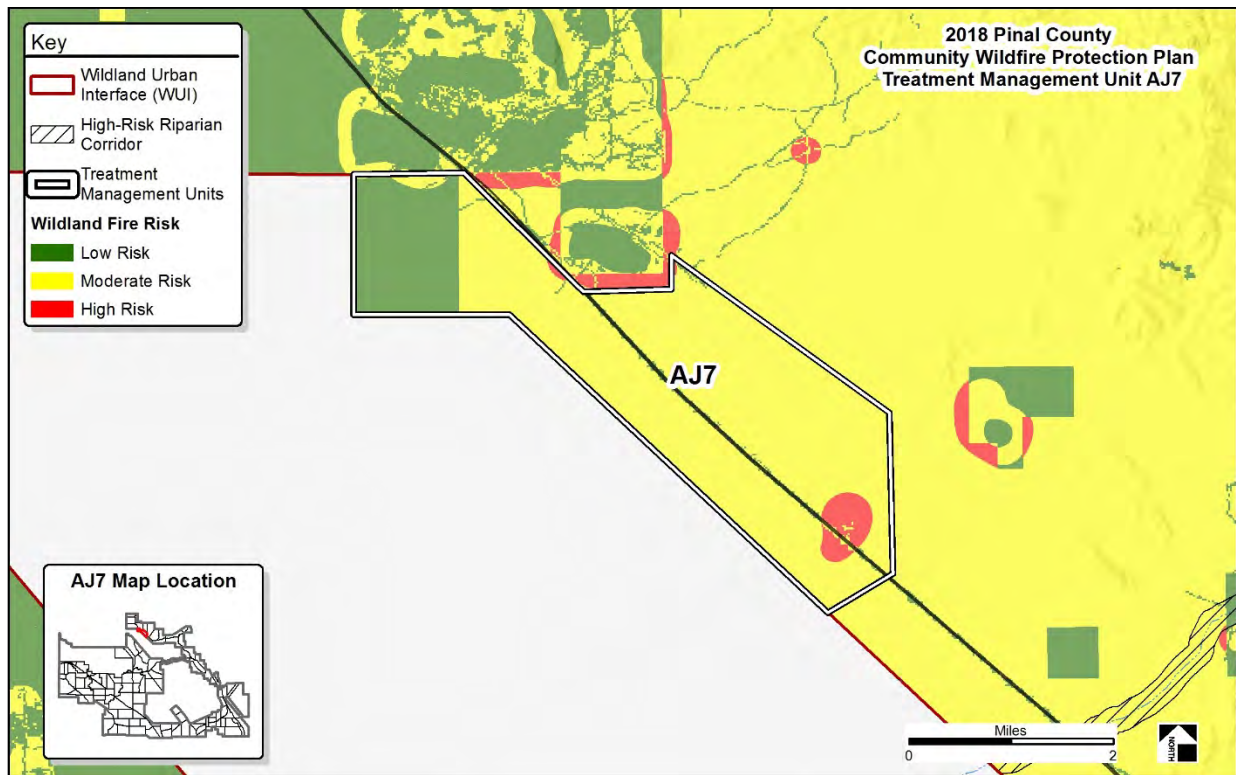 Key
Wildland Urban
Interface (WUI)
High-Risk Riparian
Corridor
Treatment
Management Units
Wildland Fire Risk
Low Risk
Moderate Risk
High Risk
2018 Pinal County
Community Wildfire Protection Plan
Treatment Management Unit AJ7
AJ7
AJ7 Map Location
Miles
0
2
NORTH